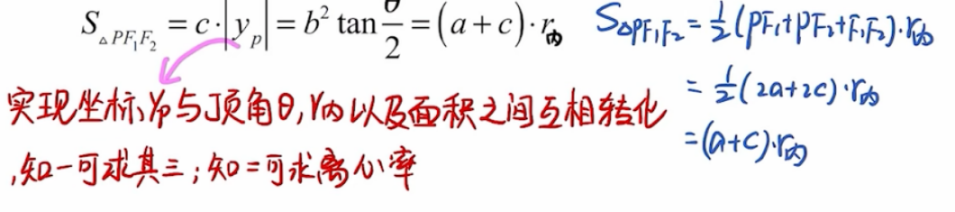 S△PF₁F₂ = c·|y_p| = b² tan θ/2 = (a+c)·r内
S△PF₁F₂ = ½(PF₁+PF₂+F₁F₂)·r内
= ½(2a+2c)·r内
= (a+c)·r内
实现坐标,yp与顶角θ,r内以及面积之间互相转化
,知一可求其三;知二可求离心率